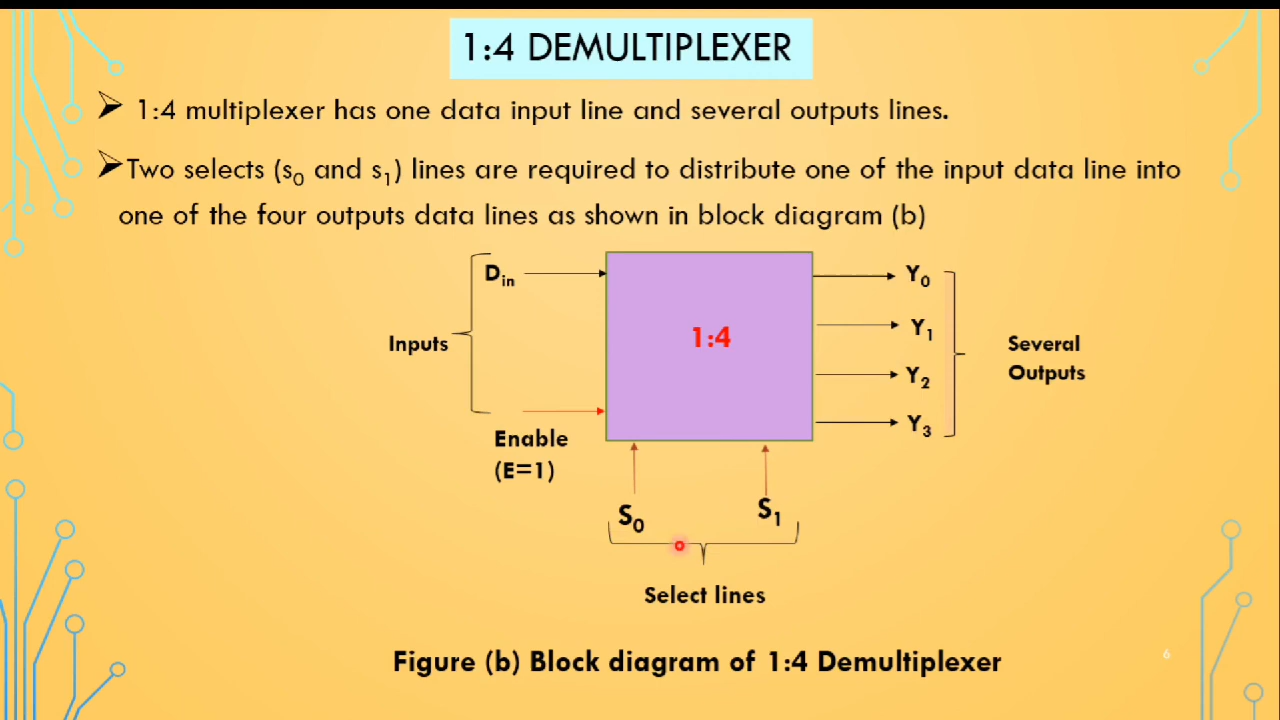 1:4 DEMULTIPLEXER
➤ 1:4 multiplexer has one data input line and several outputs lines.
➤Two selects (s₀ and s₁) lines are required to distribute one of the input data line into
one of the four outputs data lines as shown in block diagram (b)
Dᵢₙ
Y₀
1:4
Y₁
Inputs
Several
Outputs
Y₂
Y₃
Enable
(E=1)
S₀
S₁
Select lines
Figure (b) Block diagram of 1:4 Demultiplexer
6